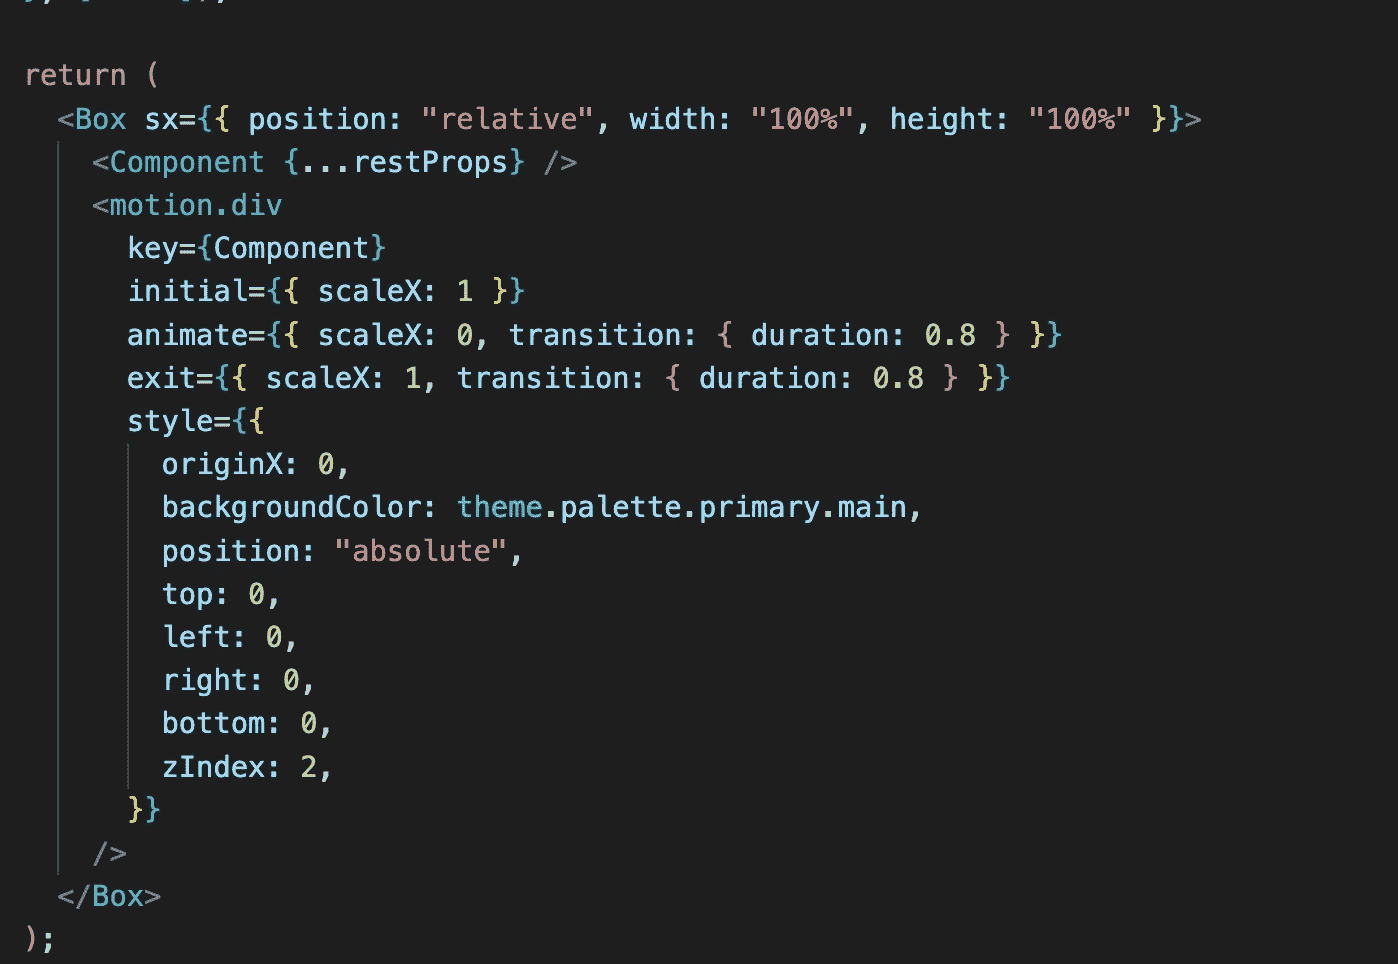 return (
<Box sx={{ position: "relative", width: "100%", height: "100%" }}>
<Component {...restProps} />
<motion.div
key={Component}
initial={{ scaleX: 1 }}
animate={{ scaleX: 0, transition: { duration: 0.8 } }}
exit={{ scaleX: 1, transition: { duration: 0.8 } }}
style={{
originX: 0,
backgroundColor: theme.palette.primary.main,
position: "absolute",
top: 0,
left: 0,
right: 0,
bottom: 0,
zIndex: 2,
}}
/>
</Box>
);